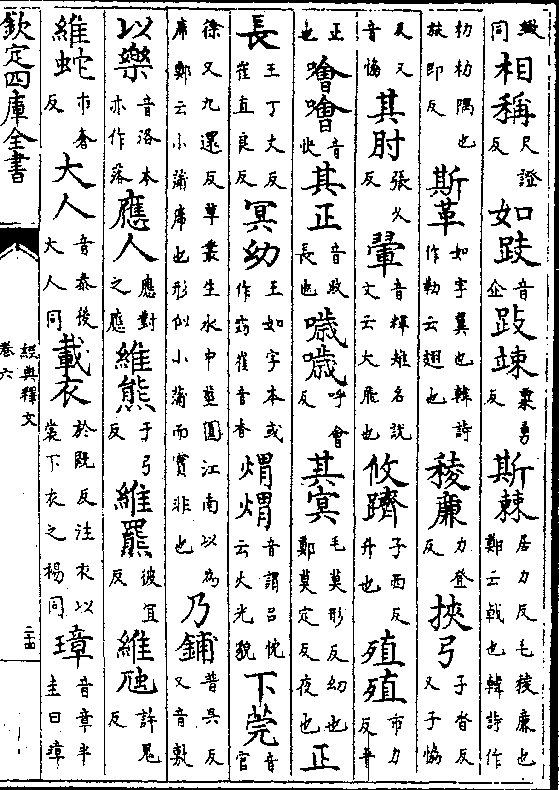 緻同相稱尺證反如跂音企跂竦粟勇反斯棘居力反毛稜廉也鄭云戟也韓詩作
朸朸隅也扶即反斯革如字翼也韓詩作勒云翅也稜廉力登反挾弓子沓反又子協
反又音協其肘張久反翬音輝雉名說文云大飛也攸躋子西反升也殖殖市力反平
正也噲噲音快其正音政長也噦噦呼會反其冥毛莫形反幼也鄭莫定反夜也正
長王丁丈反崔直良反冥幼王如字本或作窈崔音杳煟煟音謂呂忱云火光貌下莞音官
徐又九還反草叢生水中莖圓江南以為席鄭云小蒲席也形似小蒲而實非也乃鋪普吳反又音敷
以樂音洛本亦作落應人應對之應維熊于弓反維羆彼宜反維虺許鬼反
維蛇市奢反大人音泰後大人同載衣於既反注衣以裳下衣之裼同璋音章半圭曰璋
欽定四庫全書
經典釋文
卷六
二十四